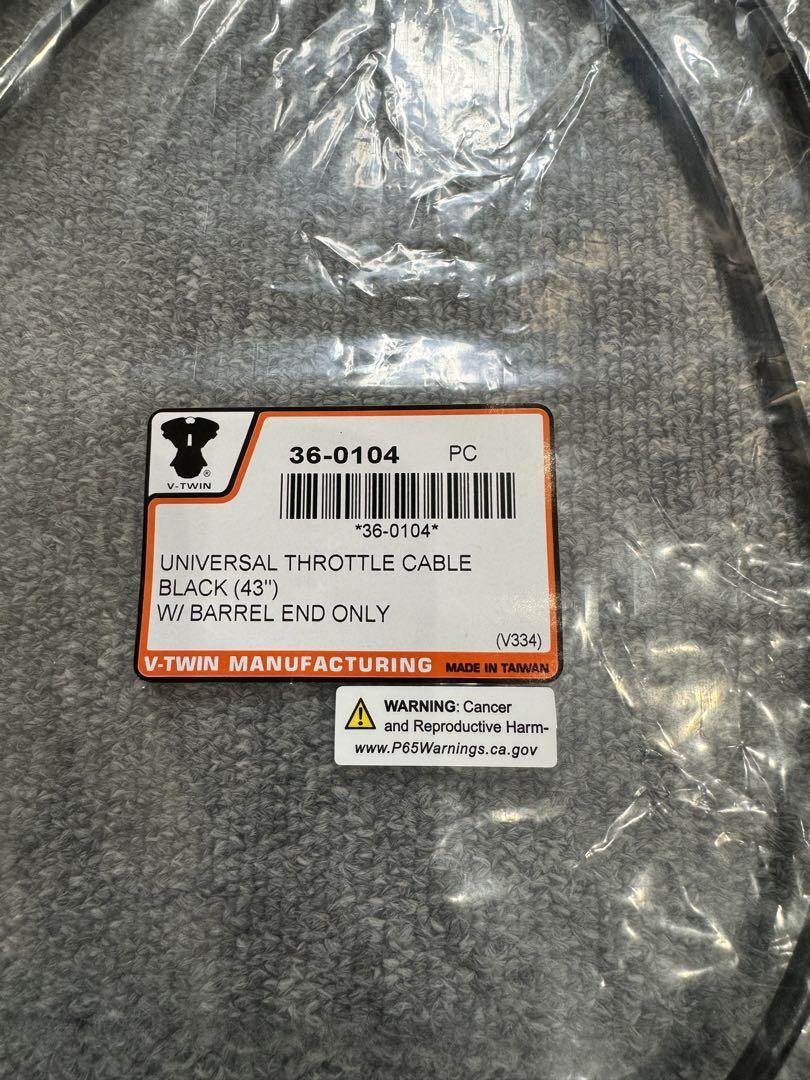 36-0104 PC
*36-0104*
V-TWIN ®
UNIVERSAL THROTTLE CABLE
BLACK (43")
W/ BARREL END ONLY
(V334)
V-TWIN MANUFACTURING MADE IN TAIWAN
WARNING: Cancer
and Reproductive Harm-
www.P65Warnings.ca.gov